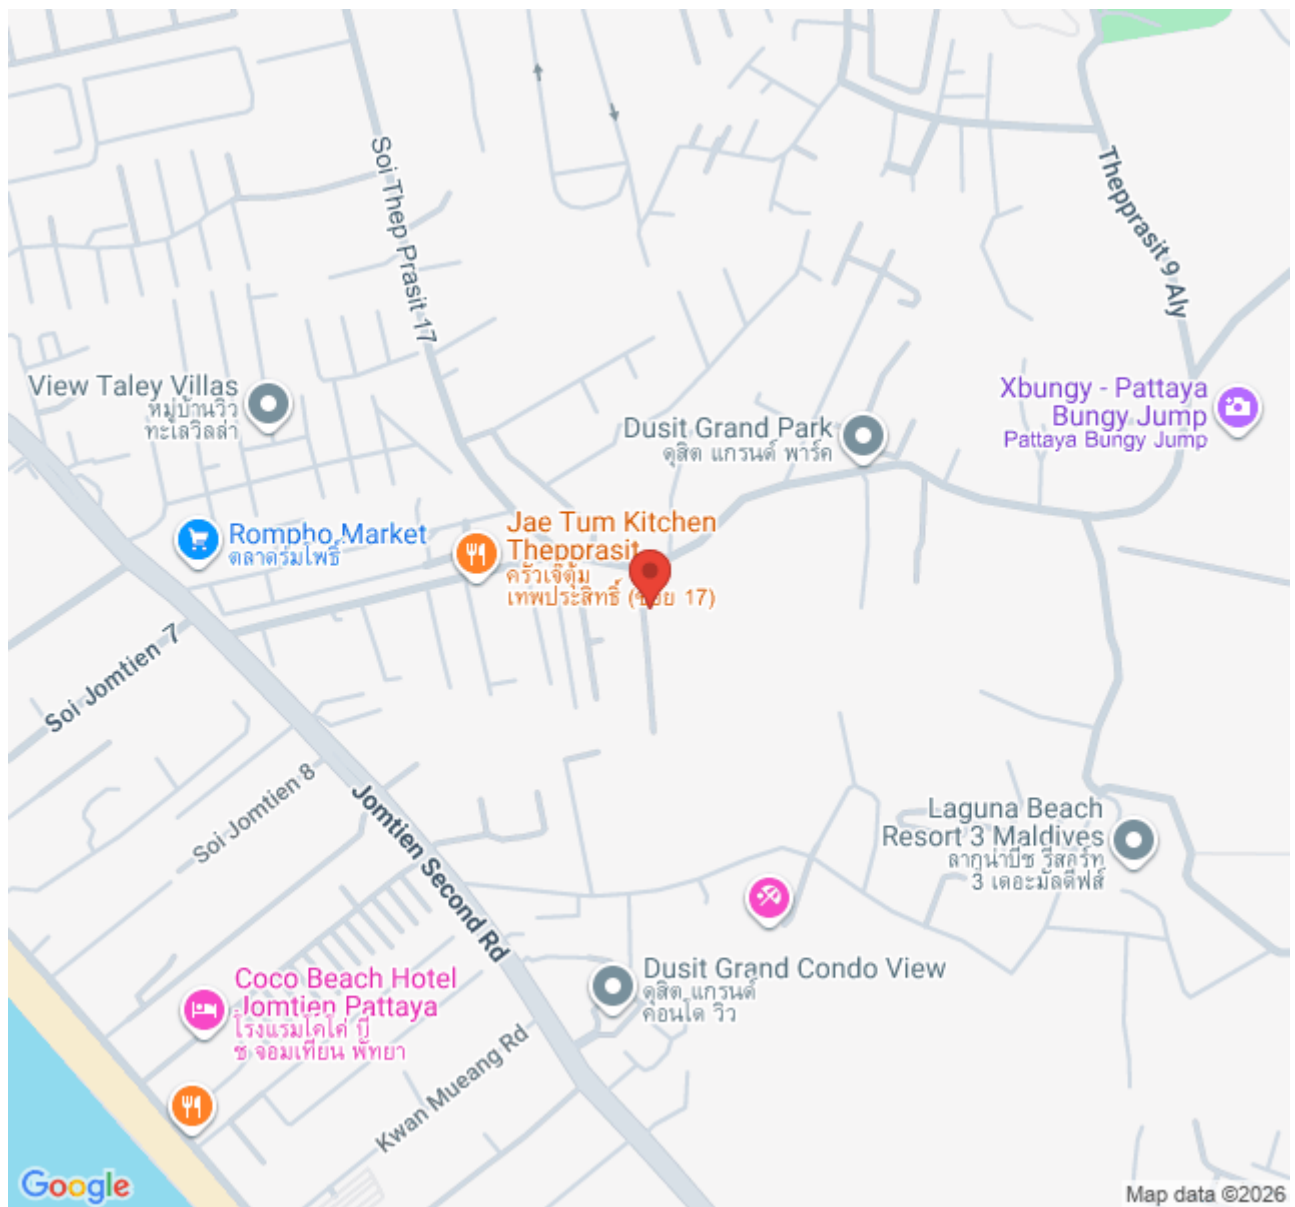 Soi Thep Prasit 17
Thepprasit 9 Aly
View Taley Villas
หมู่บ้านวิว
ทะเลวิลล่า
Xbungy - Pattaya
Bungy Jump
Pattaya Bungy Jump
Dusit Grand Park
ดุสิต แกรนด์ พาร์ค
Rompho Market
ตลาดร่มโพธิ์
Jae Tum Kitchen
Thepprasit
ครัวเจ๊ตุ้ม
เทพประสิทธิ์ (ซอย 17)
Soi Jomtien 7
Soi Jomtien 8
Jomtien Second Rd
Laguna Beach
Resort 3 Maldives
ลากูน่าบีช รีสอร์ท
3 เดอะมัลดีฟส์
Dusit Grand Condo View
ดุสิต แกรนด์
คอนโด วิว
Coco Beach Hotel
Jomtien Pattaya
โรงแรมโคโค่ บี
ช จอมเทียน พัทยา
Kwan Mueang Rd
Google
Map data ©2026